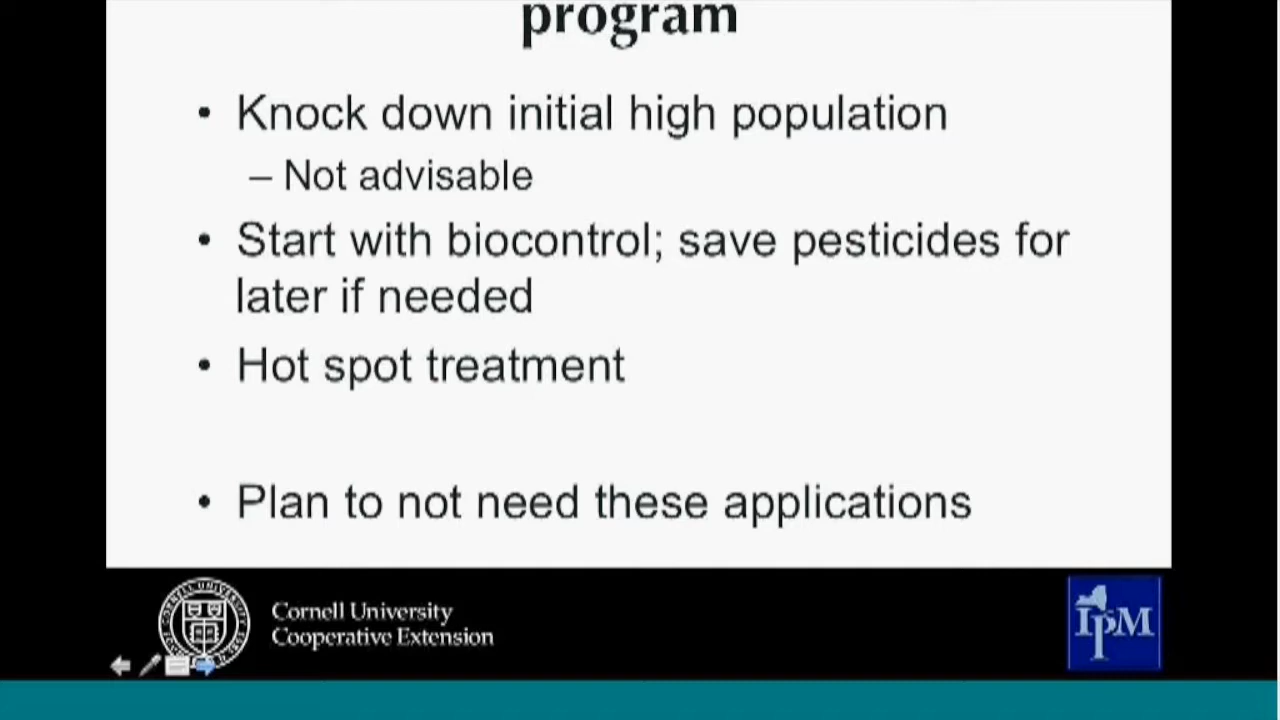 program
• Knock down initial high population
– Not advisable
• Start with biocontrol; save pesticides for
later if needed
• Hot spot treatment
• Plan to not need these applications
Cornell University
Cooperative Extension
IPM